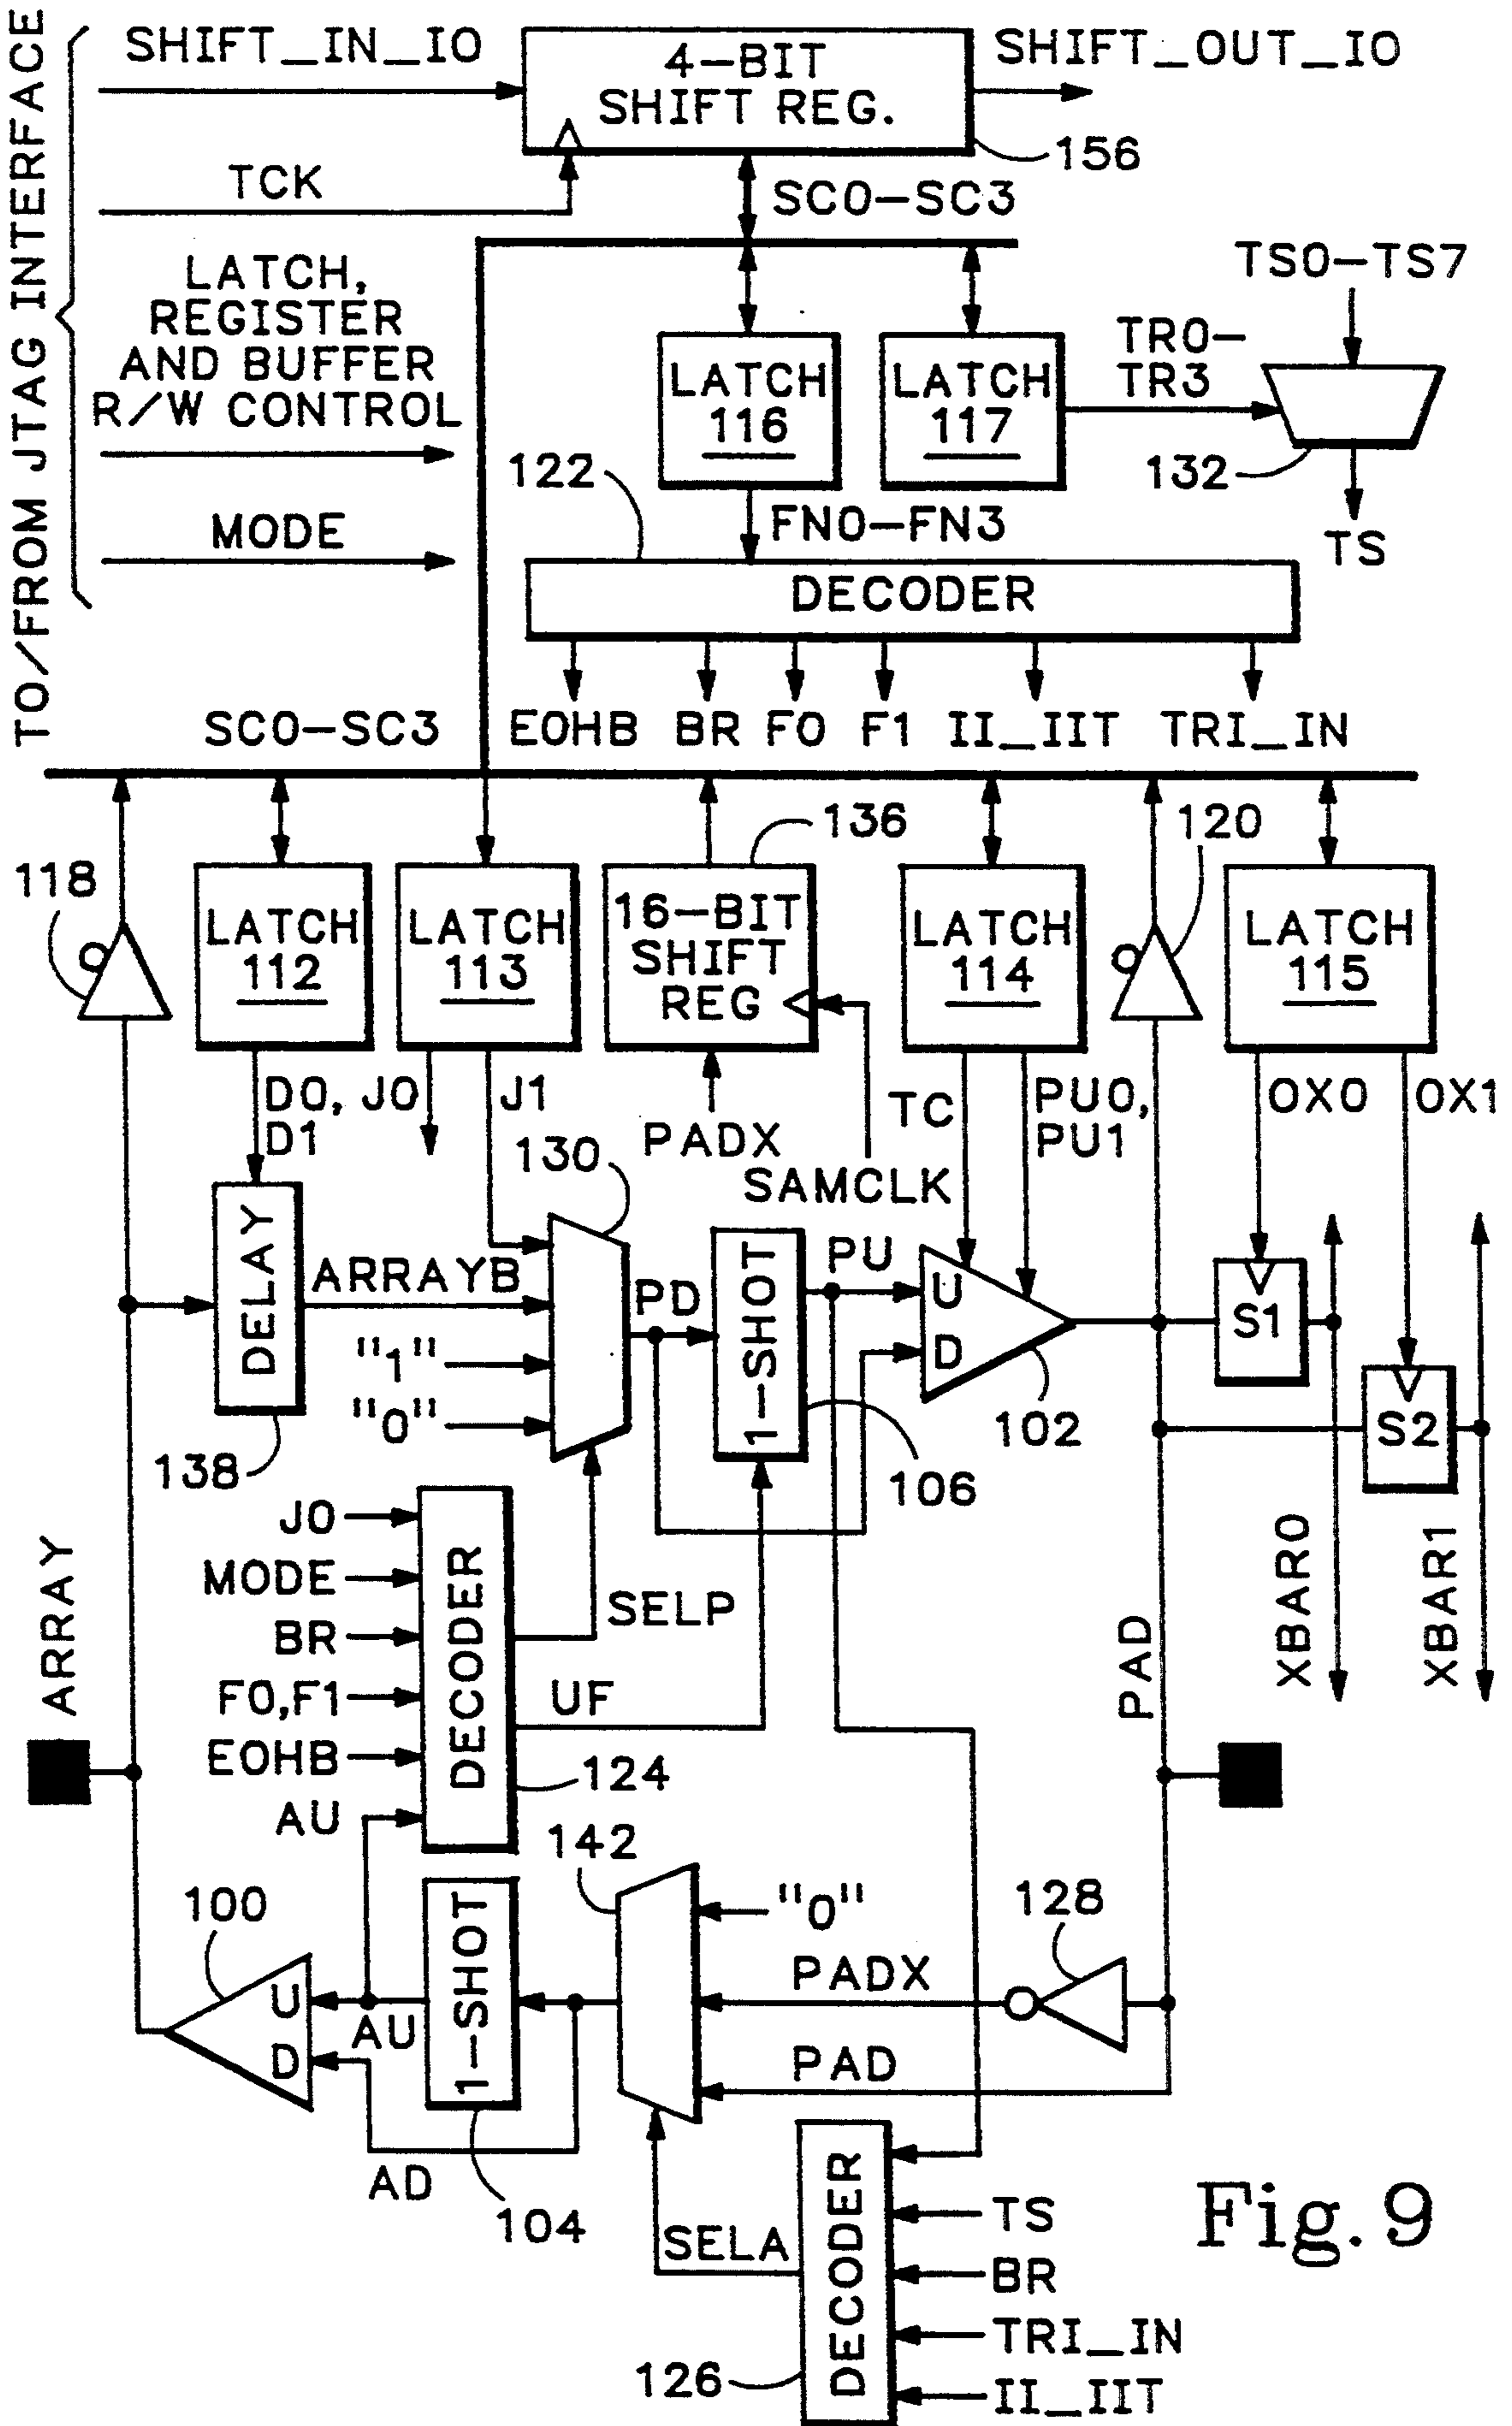 TO/FROM JTAG INTERFACE
SHIFT_IN_IO
4-BIT
SHIFT REG.
SHIFT_OUT_IO
156
TCK
SC0-SC3
LATCH,
REGISTER
AND BUFFER
R/W CONTROL
MODE
LATCH
116
LATCH
117
TR0-
TR3
TS0-TS7
132
TS
122
FN0-FN3
DECODER
EOHB
BR
F0
F1
II_IIT
TRI_IN
SC0-SC3
118
LATCH
112
LATCH
113
136
16-BIT
SHIFT
REG
LATCH
114
120
LATCH
115
D0,
D1
J0
J1
PADX
SAMCLK
TC
PU0,
PU1
OX0
OX1
130
DELAY
138
ARRAYB
"1"
"0"
PD
1-SHOT
106
PU
U
D
102
S1
S2
XBAR0
XBAR1
ARRAY
J0
MODE
BR
F0,F1
EOHB
AU
DECODER
124
SELP
UF
PAD
100
U
D
AU
AD
1-SHOT
104
142
"0"
PADX
PAD
128
SELA
DECODER
126
TS
BR
TRI_IN
II_IIT
Fig. 9